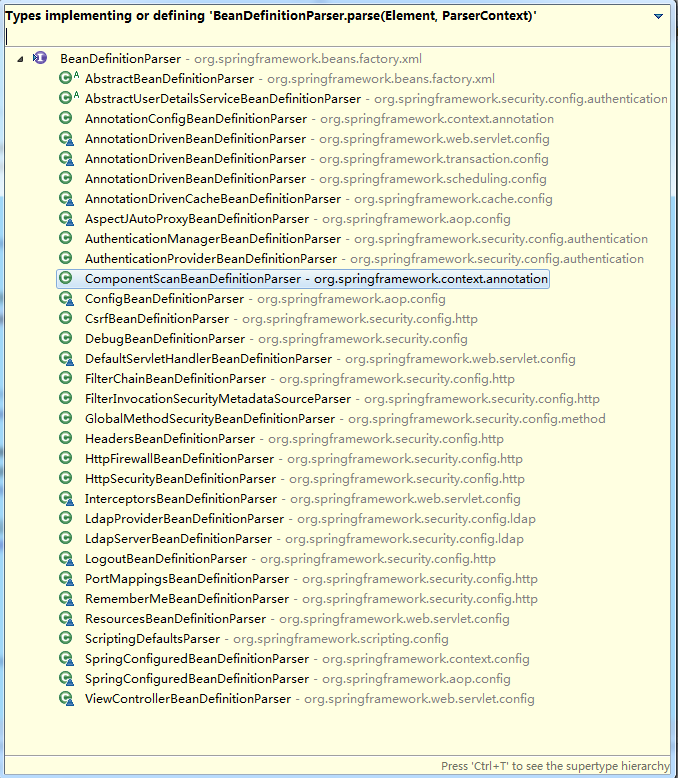 Types implementing or defining 'BeanDefinitionParser.parse(Element, ParserContext)'
BeanDefinitionParser - org.springframework.beans.factory.xml
AbstractBeanDefinitionParser - org.springframework.beans.factory.xml
AbstractUserDetailsServiceBeanDefinitionParser - org.springframework.security.config.authentication
AnnotationConfigBeanDefinitionParser - org.springframework.context.annotation
AnnotationDrivenBeanDefinitionParser - org.springframework.web.servlet.config
AnnotationDrivenBeanDefinitionParser - org.springframework.transaction.config
AnnotationDrivenBeanDefinitionParser - org.springframework.scheduling.config
AnnotationDrivenCacheBeanDefinitionParser - org.springframework.cache.config
AspectJAutoProxyBeanDefinitionParser - org.springframework.aop.config
AuthenticationManagerBeanDefinitionParser - org.springframework.security.config.authentication
AuthenticationProviderBeanDefinitionParser - org.springframework.security.config.authentication
ComponentScanBeanDefinitionParser - org.springframework.context.annotation
ConfigBeanDefinitionParser - org.springframework.aop.config
CsrfBeanDefinitionParser - org.springframework.security.config.http
DebugBeanDefinitionParser - org.springframework.security.config
DefaultServletHandlerBeanDefinitionParser - org.springframework.web.servlet.config
FilterChainBeanDefinitionParser - org.springframework.security.config.http
FilterInvocationSecurityMetadataSourceParser - org.springframework.security.config.http
GlobalMethodSecurityBeanDefinitionParser - org.springframework.security.config.method
HeadersBeanDefinitionParser - org.springframework.security.config.http
HttpFirewallBeanDefinitionParser - org.springframework.security.config.http
HttpSecurityBeanDefinitionParser - org.springframework.security.config.http
InterceptorsBeanDefinitionParser - org.springframework.web.servlet.config
LdapProviderBeanDefinitionParser - org.springframework.security.config.ldap
LdapServerBeanDefinitionParser - org.springframework.security.config.ldap
LogoutBeanDefinitionParser - org.springframework.security.config.http
PortMappingsBeanDefinitionParser - org.springframework.security.config.http
RememberMeBeanDefinitionParser - org.springframework.security.config.http
ResourcesBeanDefinitionParser - org.springframework.web.servlet.config
ScriptingDefaultsParser - org.springframework.scripting.config
SpringConfiguredBeanDefinitionParser - org.springframework.context.config
SpringConfiguredBeanDefinitionParser - org.springframework.aop.config
ViewControllerBeanDefinitionParser - org.springframework.web.servlet.config
Press 'Ctrl+T' to see the supertype hierarchy